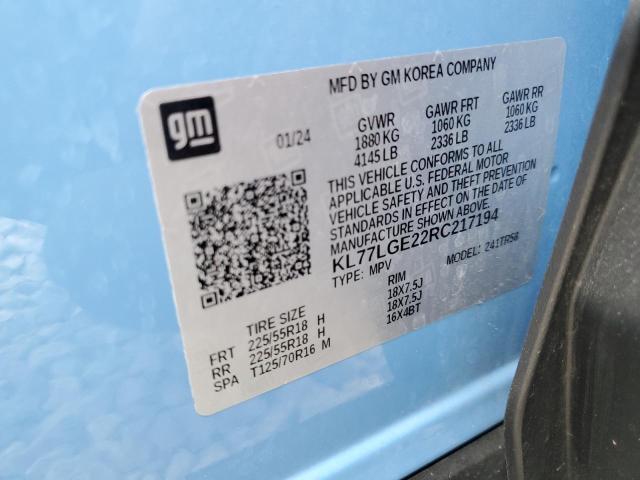 MFD BY GM KOREA COMPANY
gm
01/24
GVWR GAWR FRT GAWR RR
1880 KG 1060 KG 1060 KG
4145 LB 2336 LB 2336 LB
THIS VEHICLE CONFORMS TO ALL
APPLICABLE U.S. FEDERAL MOTOR
VEHICLE SAFETY AND THEFT PREVENTION
STANDARDS IN EFFECT ON THE DATE OF
MANUFACTURE SHOWN ABOVE.
KL77LGE22RC217194
TYPE: MPV MODEL: 241TR58
TIRE SIZE RIM
FRT 225/55R18 H 18X7.5J
RR 225/55R18 H 18X7.5J
SPA T125/70R16 M 16X4BT